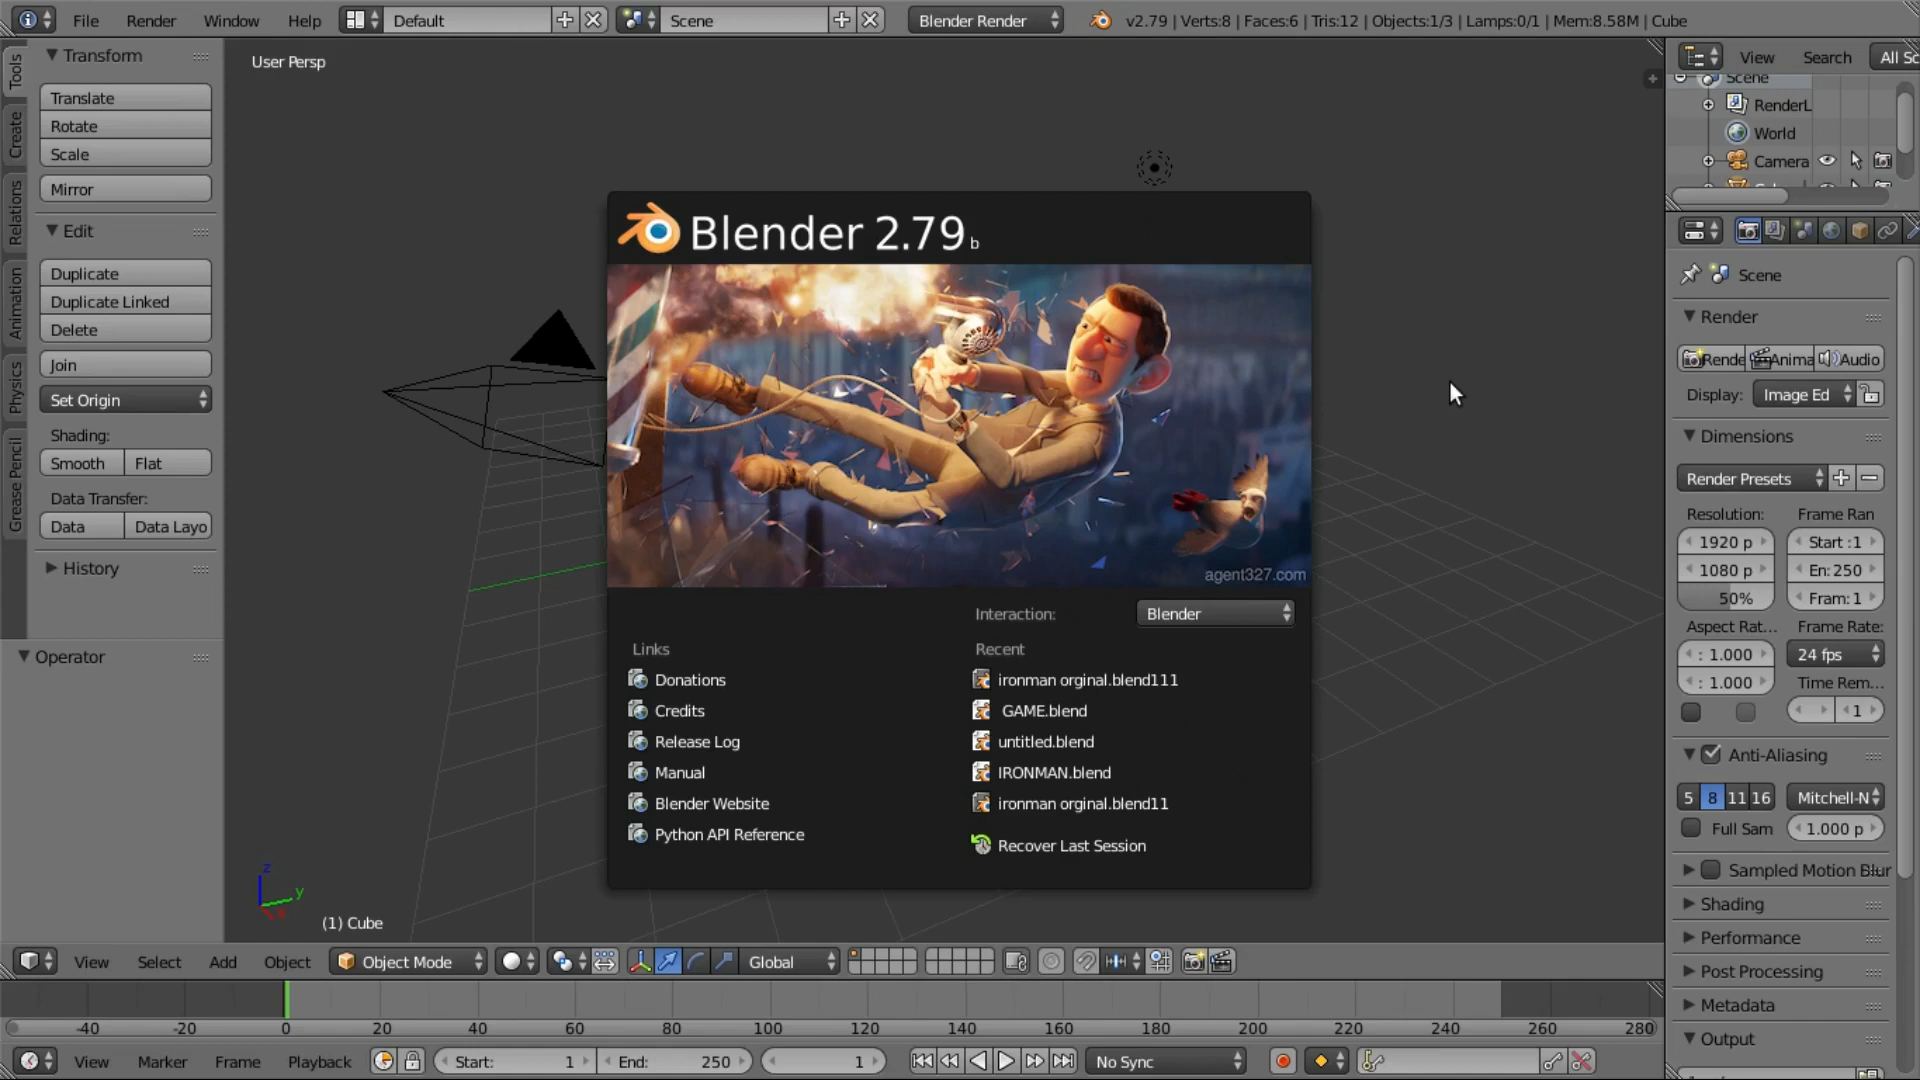 File Render Window Help Default Scene Blender Render v2.79 | Verts:8 | Faces:6 | Tris:12 | Objects:1/3 | Lamps:0/1 | Mem:8.58M | Cube
Tools
Create
Relations
Animation
Physics
Grease Pencil
Transform
Translate
Rotate
Scale
Mirror
Edit
Duplicate
Duplicate Linked
Delete
Join
Set Origin
Shading:
Smooth Flat
Data Transfer:
Data Data Layo
History
Operator
User Persp
Blender 2.79 b
agent327.com
Interaction: Blender
Links
Donations
Credits
Release Log
Manual
Blender Website
Python API Reference
Recent
ironman orginal.blend111
GAME.blend
untitled.blend
IRONMAN.blend
ironman orginal.blend11
Recover Last Session
z
y
x
(1) Cube
View Search All Sc
Scene
RenderL
World
Camera
Scene
Render
Rende Anima Audio
Display: Image Ed
Dimensions
Render Presets
Resolution: Frame Ran
1920 p Start :1
1080 p En: 250
50% Fram: 1
Aspect Rat... Frame Rate:
: 1.000 24 fps
: 1.000 Time Rem...
1
Anti-Aliasing
5 8 11 16 Mitchell-N
Full Sam 1.000 p
Sampled Motion Blur
Shading
Performance
Post Processing
Metadata
Output
View Select Add Object Object Mode Global
-40 -20 0 20 40 60 80 100 120 140 160 180 200 220 240 260 280
View Marker Frame Playback Start: 1 End: 250 1 No Sync